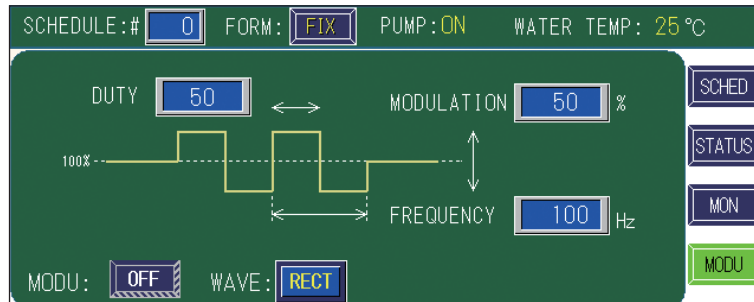 SCHEDULE:# 0 FORM: FIX PUMP:ON WATER TEMP: 25 ℃
DUTY 50
MODULATION 50 %
100%
FREQUENCY 100 Hz
MODU: OFF WAVE: RECT
SCHED
STATUS
MON
MODU